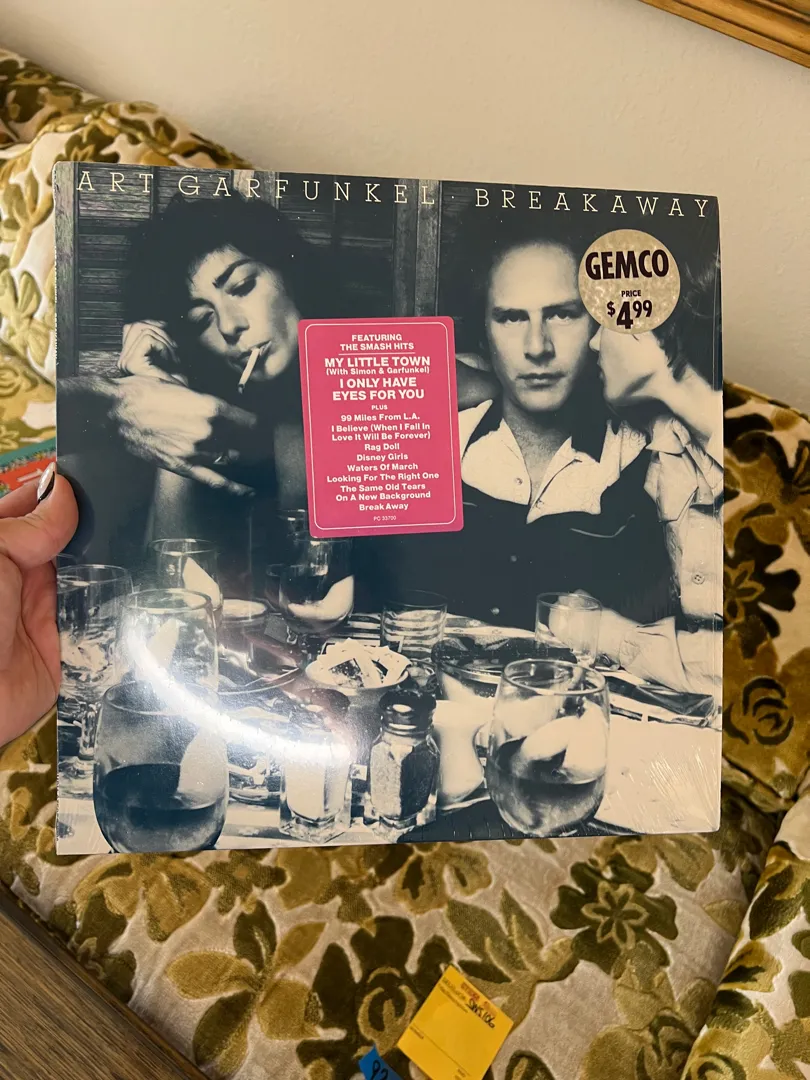 ART GARFUNKEL · BREAKAWAY
GEMCO
PRICE
$4.99
FEATURING
THE SMASH HITS
MY LITTLE TOWN
(With Simon & Garfunkel)
I ONLY HAVE
EYES FOR YOU
PLUS
99 Miles From L.A.
I Believe (When I Fall In
Love It Will Be Forever)
Rag Doll
Disney Girls
Waters Of March
Looking For The Right One
The Same Old Tears
On A New Background
Break Away
PC 33700